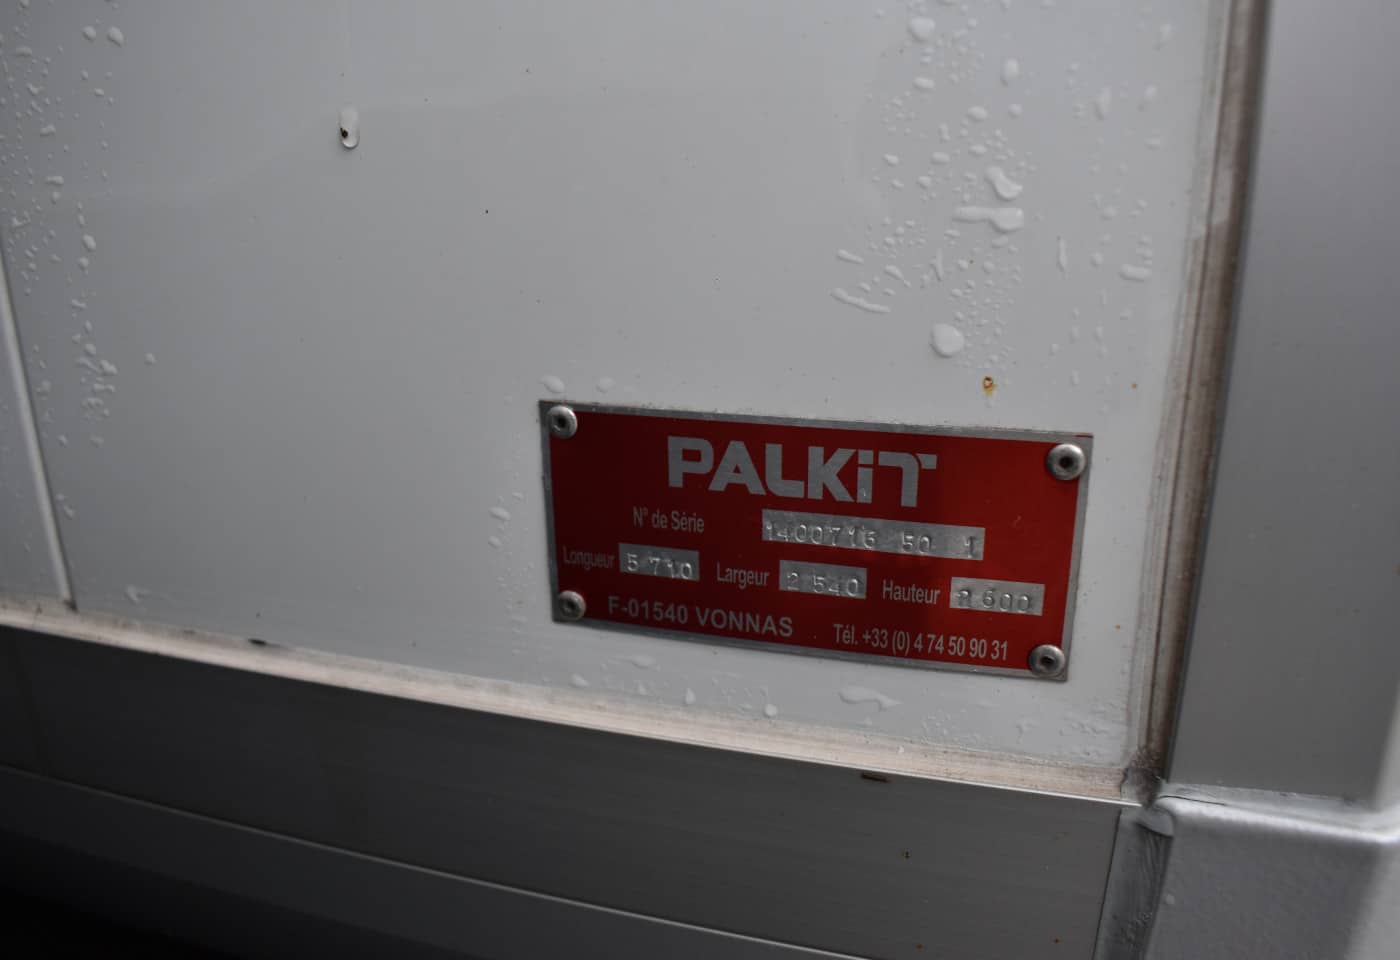 PALKiT
N° de Série 1400716 50 1
Longueur 5 710 Largeur 2 540 Hauteur 2 600
F-01540 VONNAS Tél. +33 (0) 4 74 50 90 31